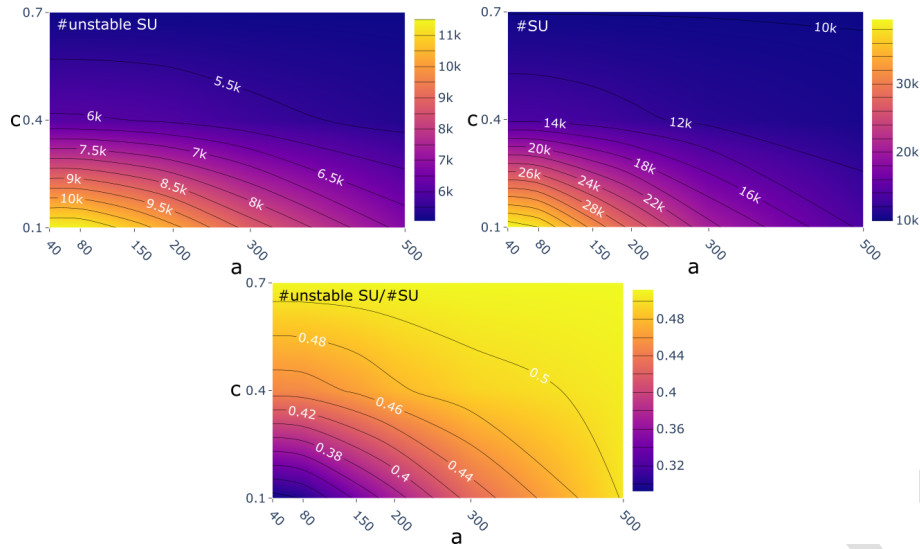 #unstable SU
0.7
c 0.4
0.1
5.5k
6k
7.5k
7k
6.5k
9k
8.5k
8k
10k
9.5k
11k
10k
9k
8k
7k
6k
40
80
150
200
300
500
a
#SU
0.7
c 0.4
0.1
10k
14k
12k
20k
18k
16k
26k
24k
22k
28k
30k
20k
10k
40
80
150
200
300
500
a
#unstable SU/#SU
0.7
c 0.4
0.1
0.48
0.5
0.46
0.42
0.38
0.4
0.44
0.48
0.44
0.4
0.36
0.32
40
80
150
200
300
500
a